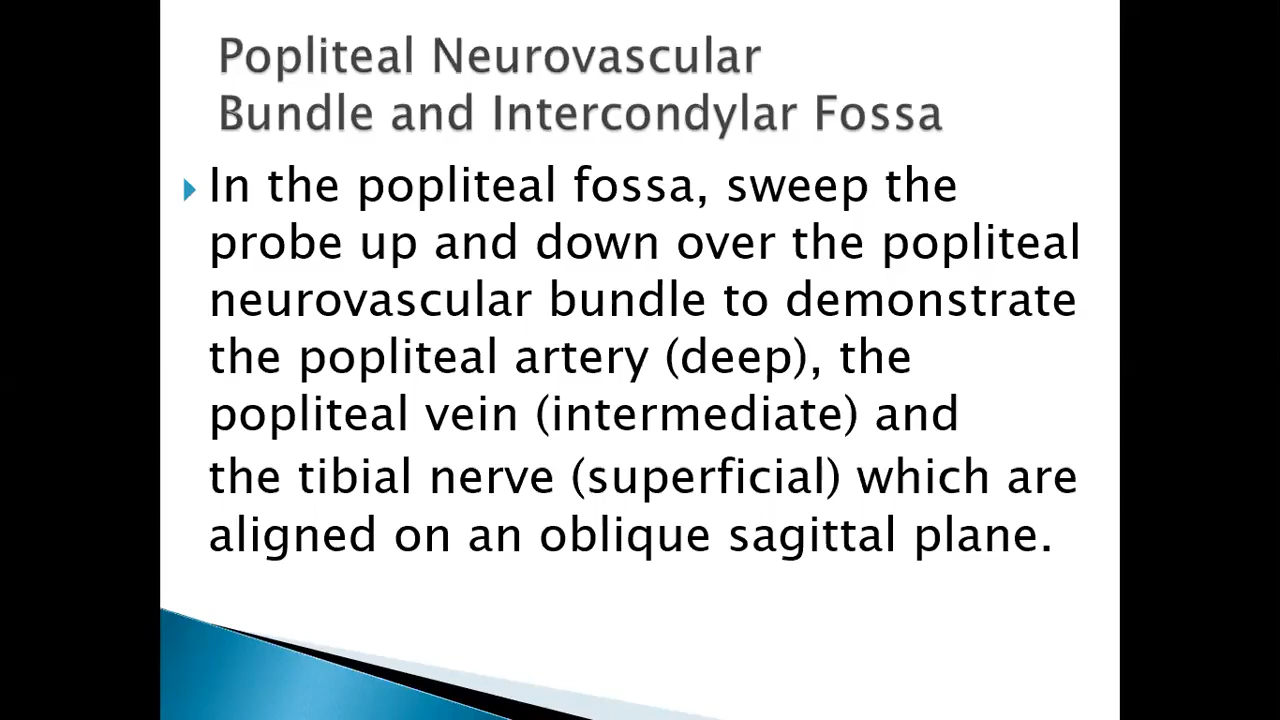 Popliteal Neurovascular
Bundle and Intercondylar Fossa
In the popliteal fossa, sweep the
probe up and down over the popliteal
neurovascular bundle to demonstrate
the popliteal artery (deep), the
popliteal vein (intermediate) and
the tibial nerve (superficial) which are
aligned on an oblique sagittal plane.